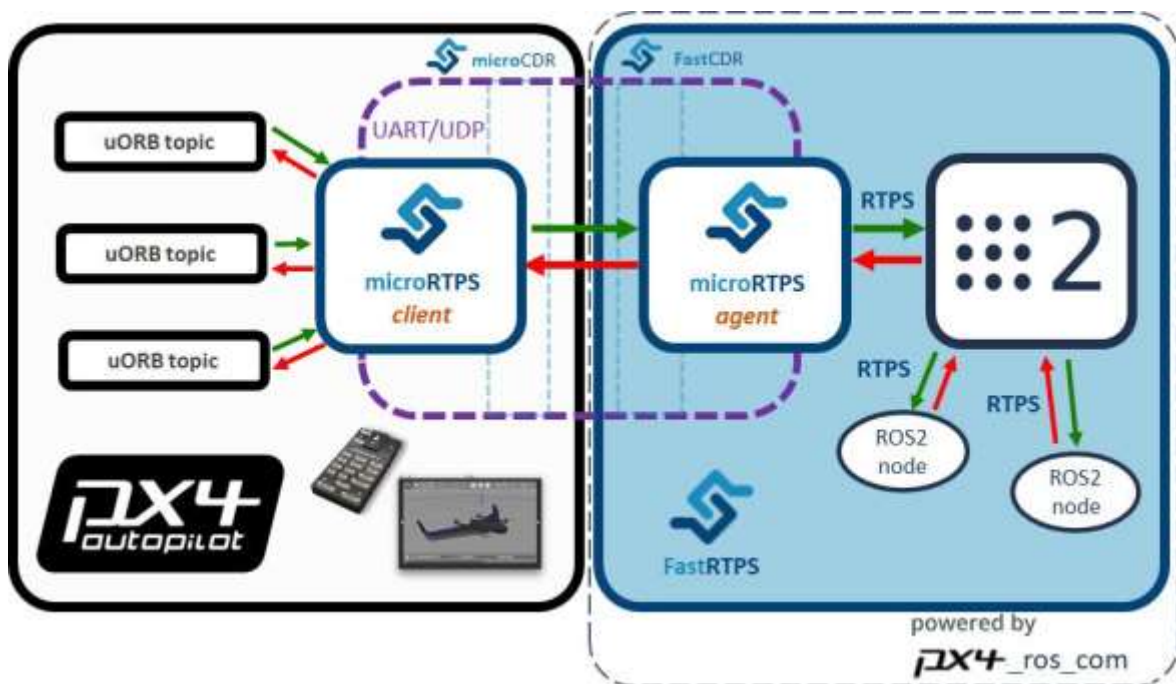 microCDR
FastCDR
UART/UDP
uORB topic
uORB topic
uORB topic
microRTPS
client
microRTPS
agent
RTPS
2
RTPS
RTPS
ROS2
node
ROS2
node
px4
autopilot
FastRTPS
powered by
px4_ros_com